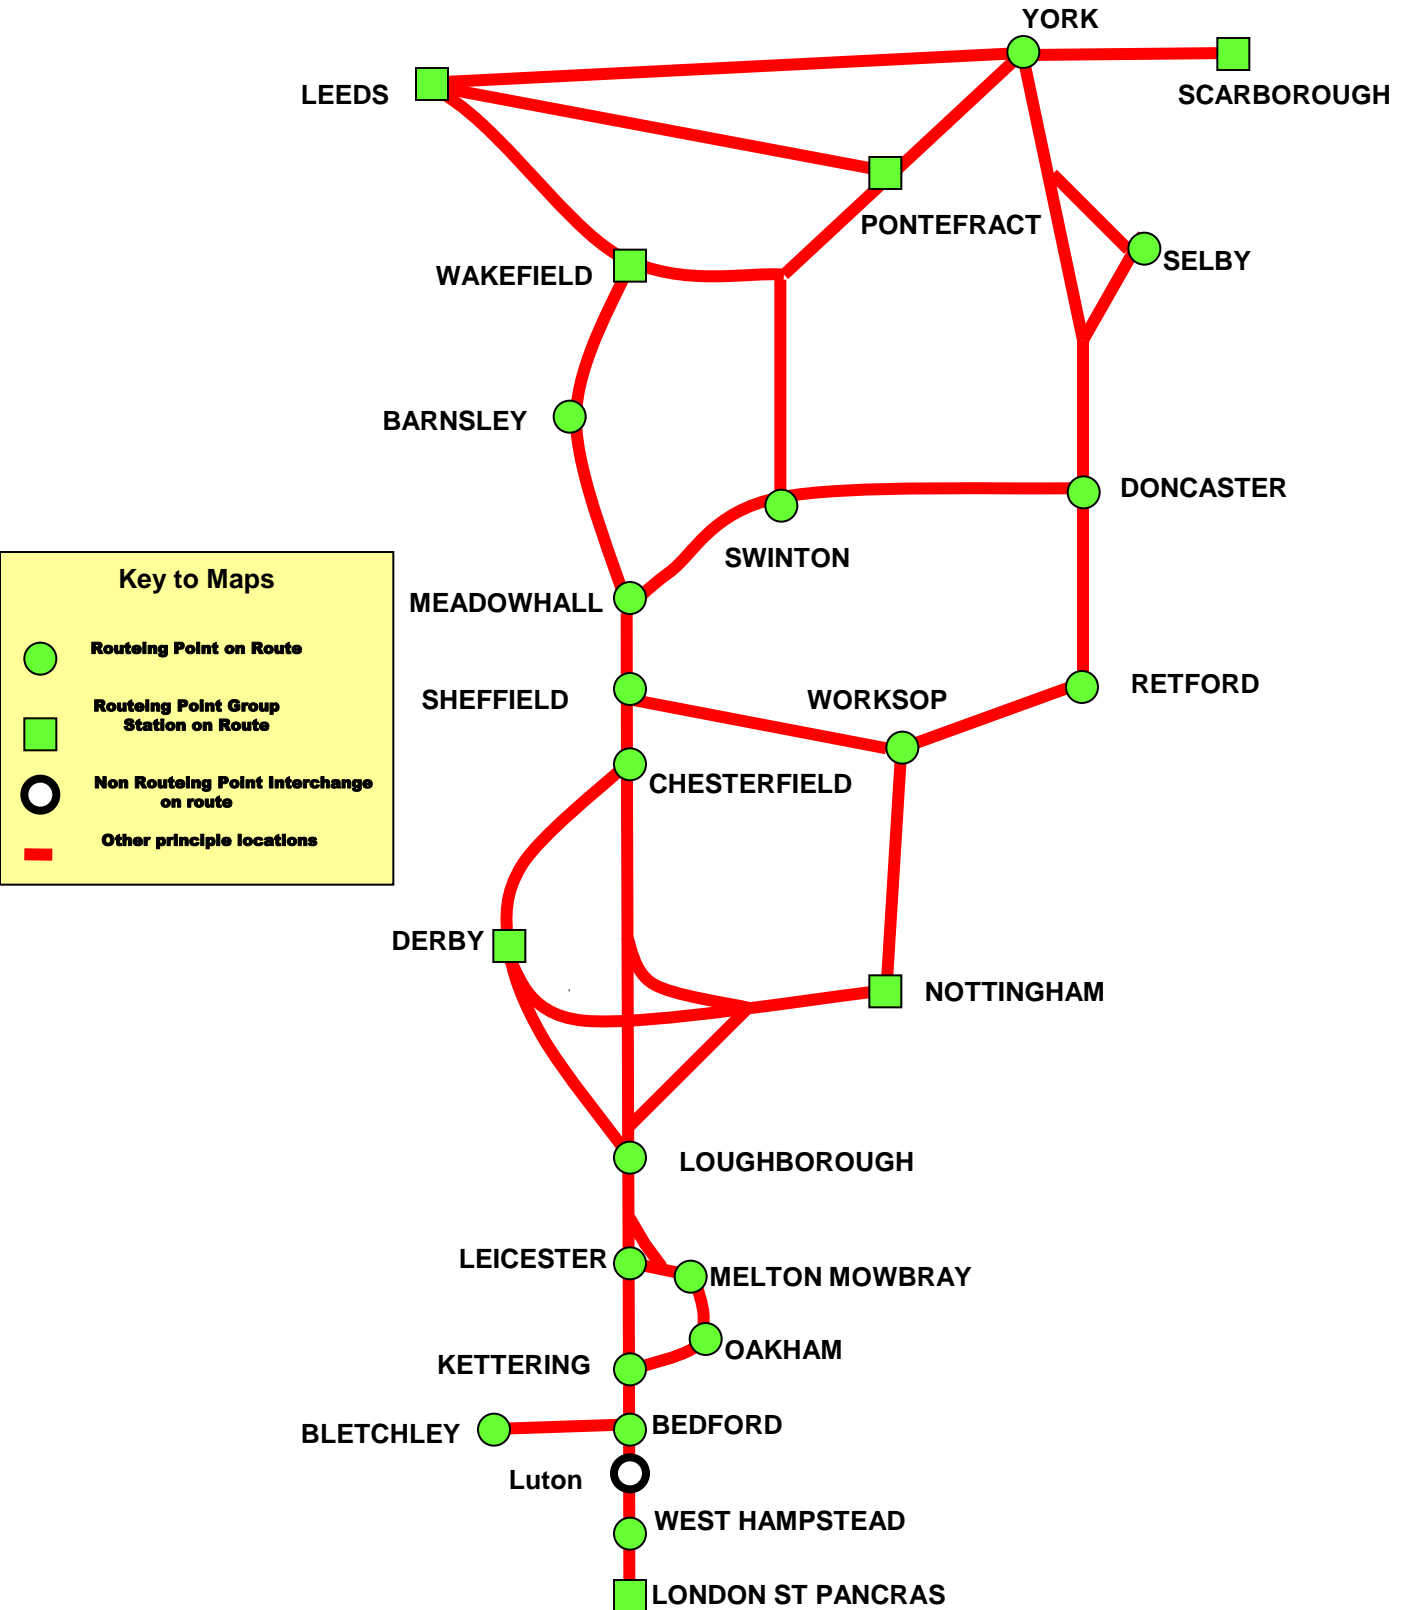 YORK
LEEDS
SCARBOROUGH
PONTEFRACT
SELBY
WAKEFIELD
BARNSLEY
DONCASTER
SWINTON
Key to Maps
Routeing Point on Route
Routeing Point Group
Station on Route
Non Routeing Point Interchange
on route
Other principle locations
MEADOWHALL
SHEFFIELD
WORKSOP
RETFORD
CHESTERFIELD
DERBY
NOTTINGHAM
LOUGHBOROUGH
LEICESTER
MELTON MOWBRAY
OAKHAM
KETTERING
BLETCHLEY
BEDFORD
Luton
WEST HAMPSTEAD
LONDON ST PANCRAS